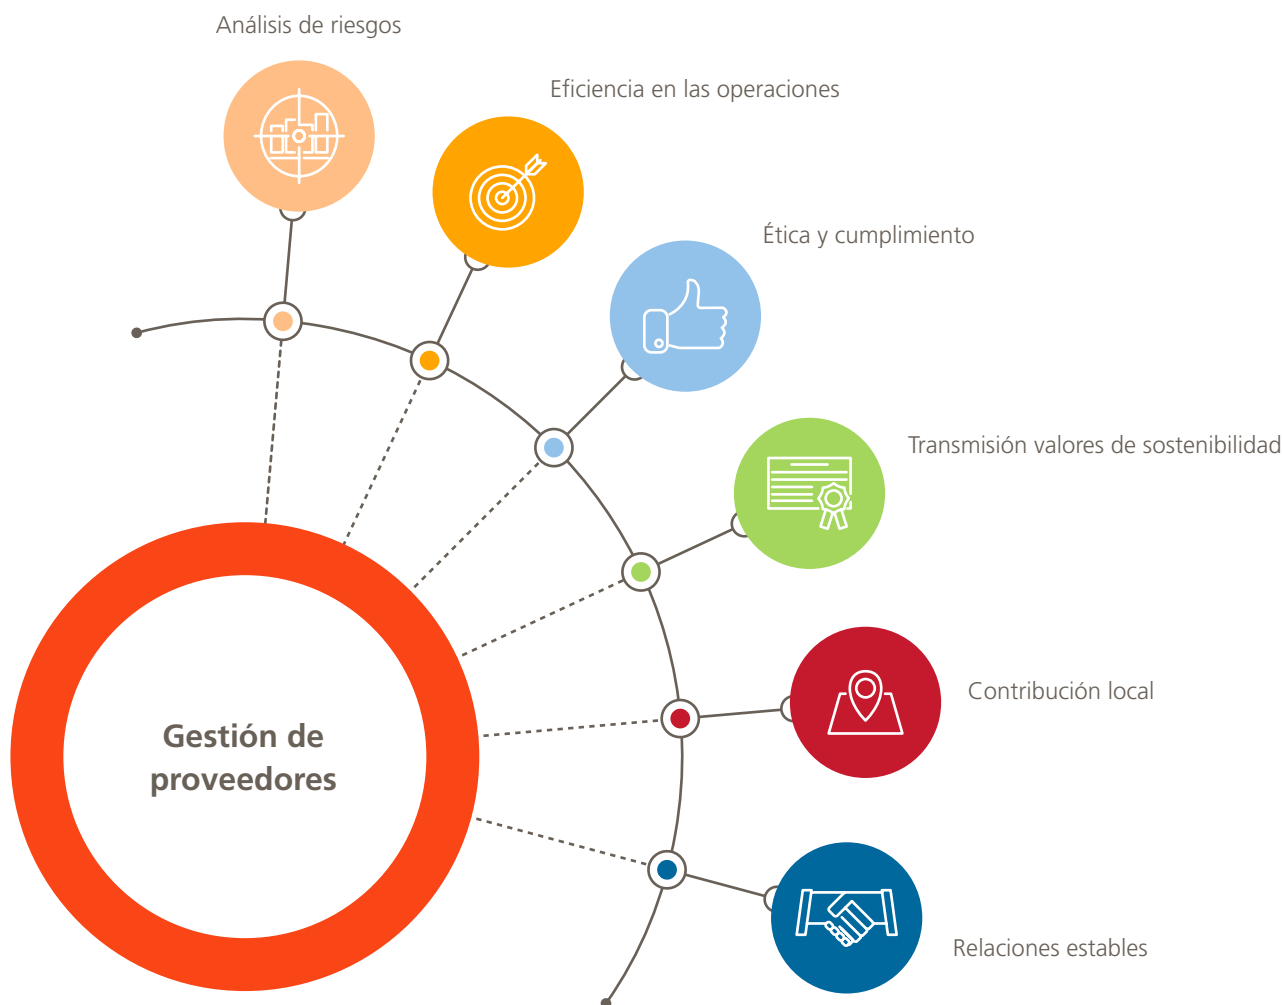 Análisis de riesgos
Eficiencia en las operaciones
Ética y cumplimiento
Transmisión valores de sostenibilidad
Contribución local
Gestión de
proveedores
Relaciones estables